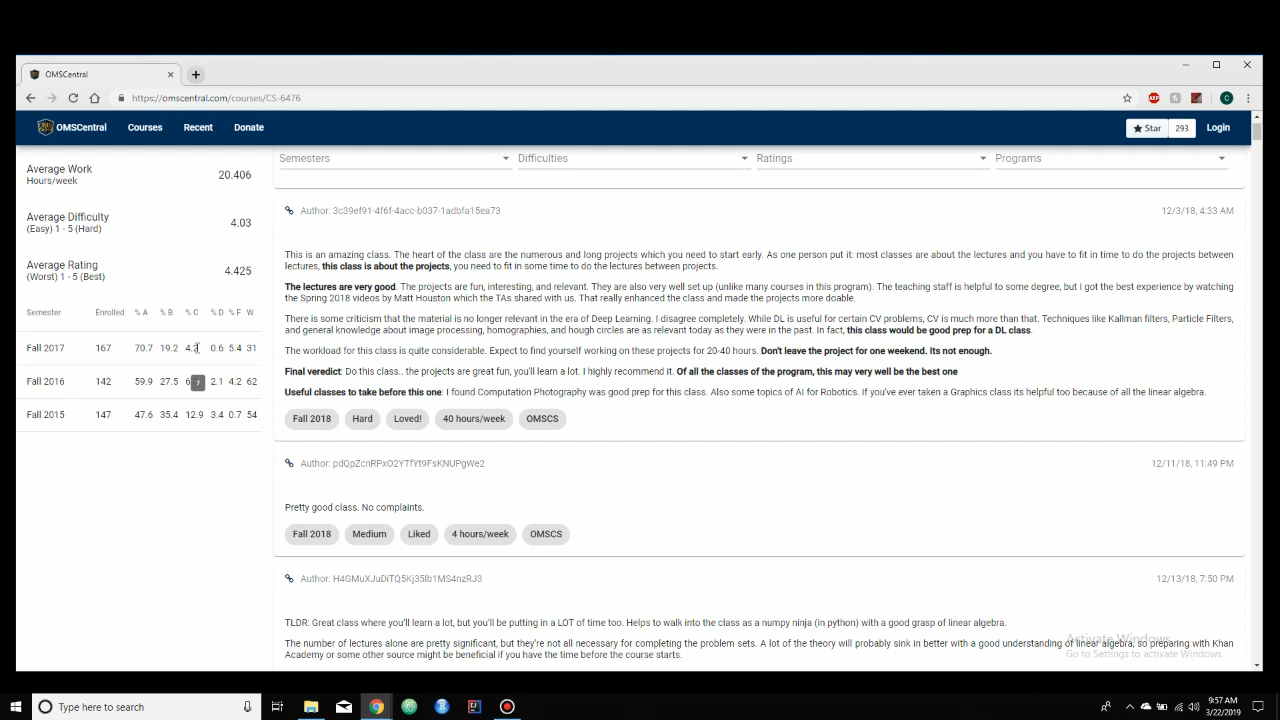 OMSCentral
https://omscentral.com/courses/CS-6476
OMSCentral Courses Recent Donate Star 293 Login
Average Work
Hours/week
20.406
Average Difficulty
(Easy) 1 - 5 (Hard)
4.03
Average Rating
(Worst) 1 - 5 (Best)
4.425
Semester Enrolled % A % B % C % D % F W
Fall 2017 167 70.7 19.2 4.2 0.6 5.4 31
Fall 2016 142 59.9 27.5 2.1 4.2 62
7
Fall 2015 147 47.6 35.4 12.9 3.4 0.7 54
Semesters Difficulties Ratings Programs
Author: 3c39ef91-4f6f-4acc-b037-1adbfa15ea73 12/3/18, 4:33 AM
This is an amazing class. The heart of the class are the numerous and long projects which you need to start early. As one person put it: most classes are about the lectures and you have to fit in time to do the projects between
lectures, this class is about the projects, you need to fit in some time to do the lectures between projects.
The lectures are very good. The projects are fun, interesting, and relevant. They are also very well set up (unlike many courses in this program). The teaching staff is helpful to some degree, but I got the best experience by watching
the Spring 2018 videos by Matt Houston which the TAs shared with us. That really enhanced the class and made the projects more doable.
There is some criticism that the material is no longer relevant in the era of Deep Learning. I disagree completely. While DL is useful for certain CV problems, CV is much more than that. Techniques like Kallman filters, Particle Filters,
and general knowledge about image processing, homographies, and hough circles are as relevant today as they were in the past. In fact, this class would be good prep for a DL class.
The workload for this class is quite considerable. Expect to find yourself working on these projects for 20-40 hours. Don't leave the project for one weekend. Its not enough.
Final veredict: Do this class.. the projects are great fun, you'll learn a lot. I highly recommend it. Of all the classes of the program, this may very well be the best one
Useful classes to take before this one: I found Computation Photography was good prep for this class. Also some topics of AI for Robotics. If you've ever taken a Graphics class its helpful too because of all the linear algebra.
Fall 2018 Hard Loved! 40 hours/week OMSCS
Author: pdQpZcnRPxO2YTfYt9FsKNUPgWe2 12/11/18, 11:49 PM
Pretty good class. No complaints.
Fall 2018 Medium Liked 4 hours/week OMSCS
Author: H4GMuXJuDiTQ5Kj35lb1MS4nzRJ3 12/13/18, 7:50 PM
TLDR: Great class where you'll learn a lot, but you'll be putting in a LOT of time too. Helps to walk into the class as a numpy ninja (in python) with a good grasp of linear algebra.
The number of lectures alone are pretty significant, but they're not all necessary for completing the problem sets. A lot of the theory will probably sink in better with a good understanding of linear algebra, so preparing with Khan
Academy or some other source might be beneficial if you have the time before the course starts.
Activate Windows
Go to Settings to activate Windows.
Type here to search
9:57 AM
3/22/2019